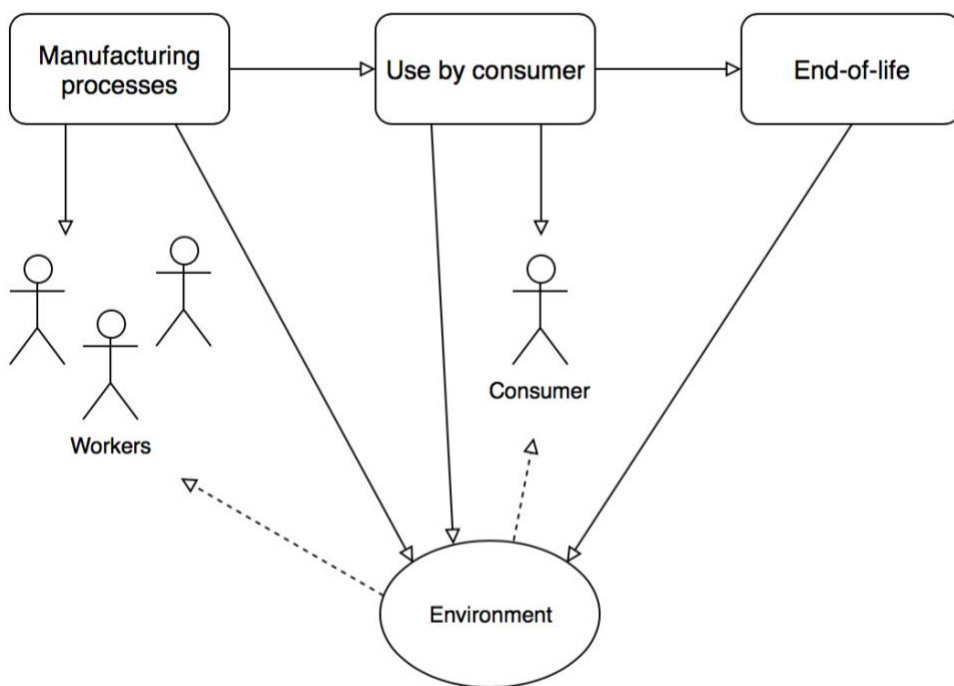 Manufacturing
processes
Use by consumer
End-of-life
Workers
Consumer
Environment